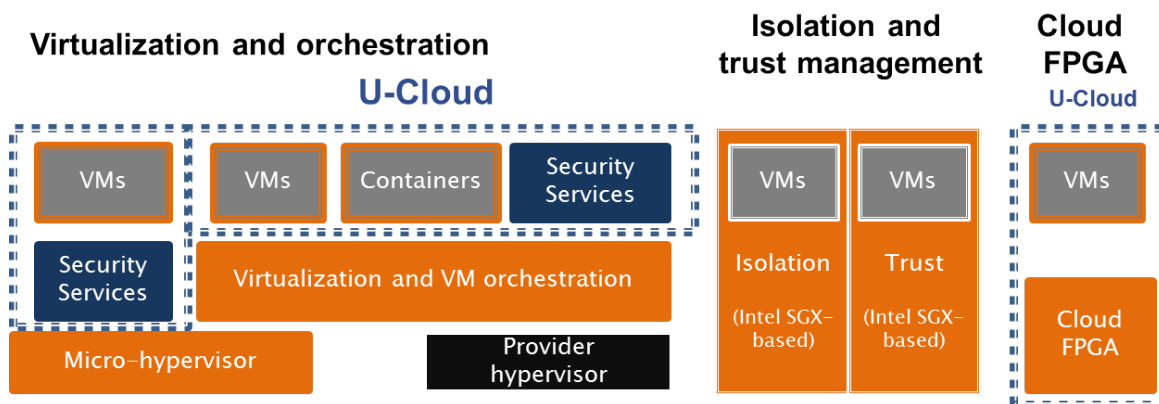 Virtualization and orchestration
U-Cloud
VMs
VMs
Containers
Security
Services
Security
Services
Virtualization and VM orchestration
Micro-hypervisor
Provider
hypervisor
Isolation and
trust management
VMs
VMs
Isolation
(Intel SGX-
based)
Trust
(Intel SGX-
based)
Cloud
FPGA
U-Cloud
VMs
Cloud
FPGA